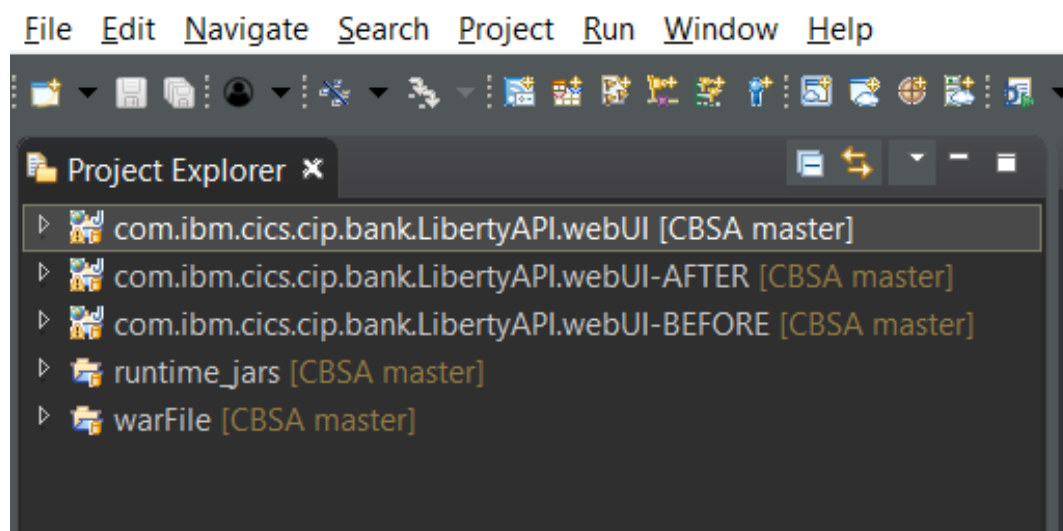 File Edit Navigate Search Project Run Window Help
Project Explorer
com.ibm.cics.cip.bank.LibertyAPI.webUI [CBSA master]
com.ibm.cics.cip.bank.LibertyAPI.webUI-AFTER [CBSA master]
com.ibm.cics.cip.bank.LibertyAPI.webUI-BEFORE [CBSA master]
runtime_jars [CBSA master]
warFile [CBSA master]